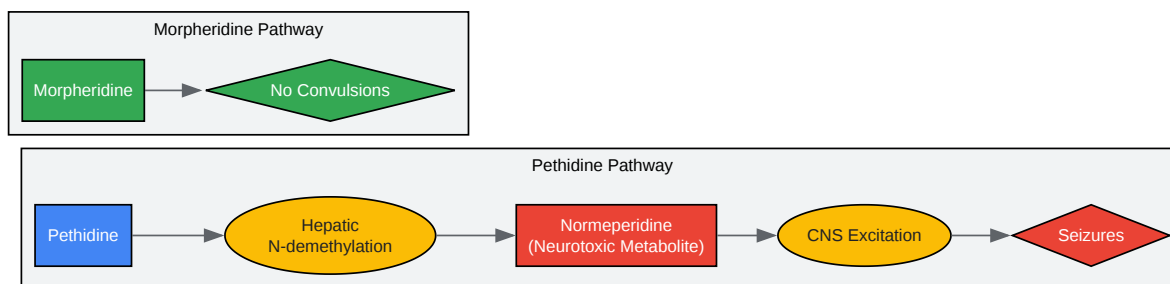 Morpheridine Pathway
Morpheridine
No Convulsions
Pethidine Pathway
Pethidine
Hepatic
N-demethylation
Normeperidine
(Neurotoxic Metabolite)
CNS Excitation
Seizures